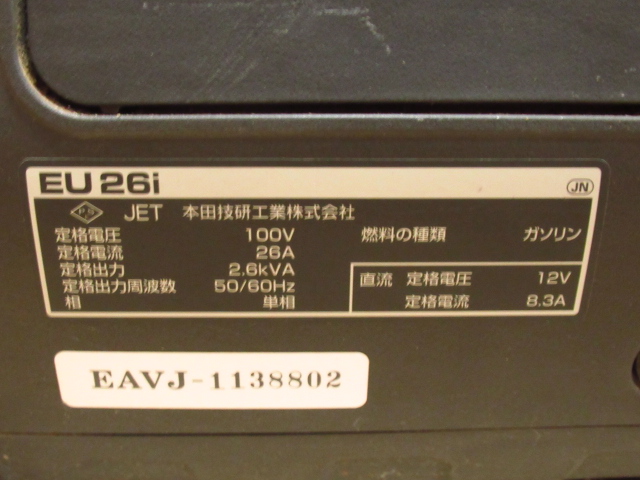 EU26i
JN
PS E JET 本田技研工業株式会社
定格電圧 100V
定格電流 26A
定格出力 2.6kVA
定格出力周波数 50/60Hz
相 単相
燃料の種類 ガソリン
直流 定格電圧 12V
定格電流 8.3A
EAVJ-1138802